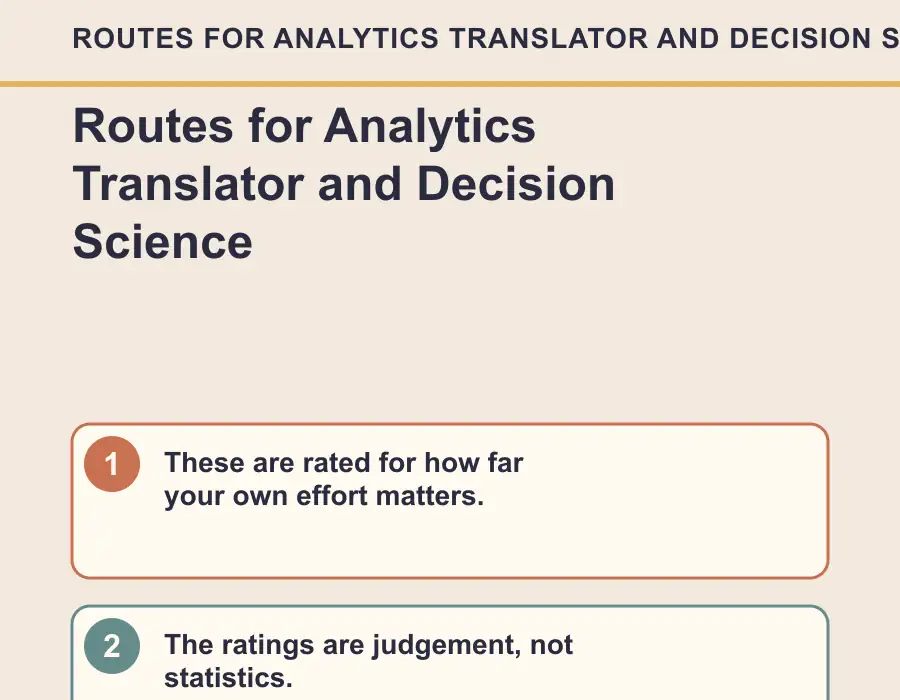 ROUTES FOR ANALYTICS TRANSLATOR AND DECISION
Routes for Analytics
Translator and Decision
Science
1
These are rated for how far
your own effort matters.
2
The ratings are judgement, not
statistics.